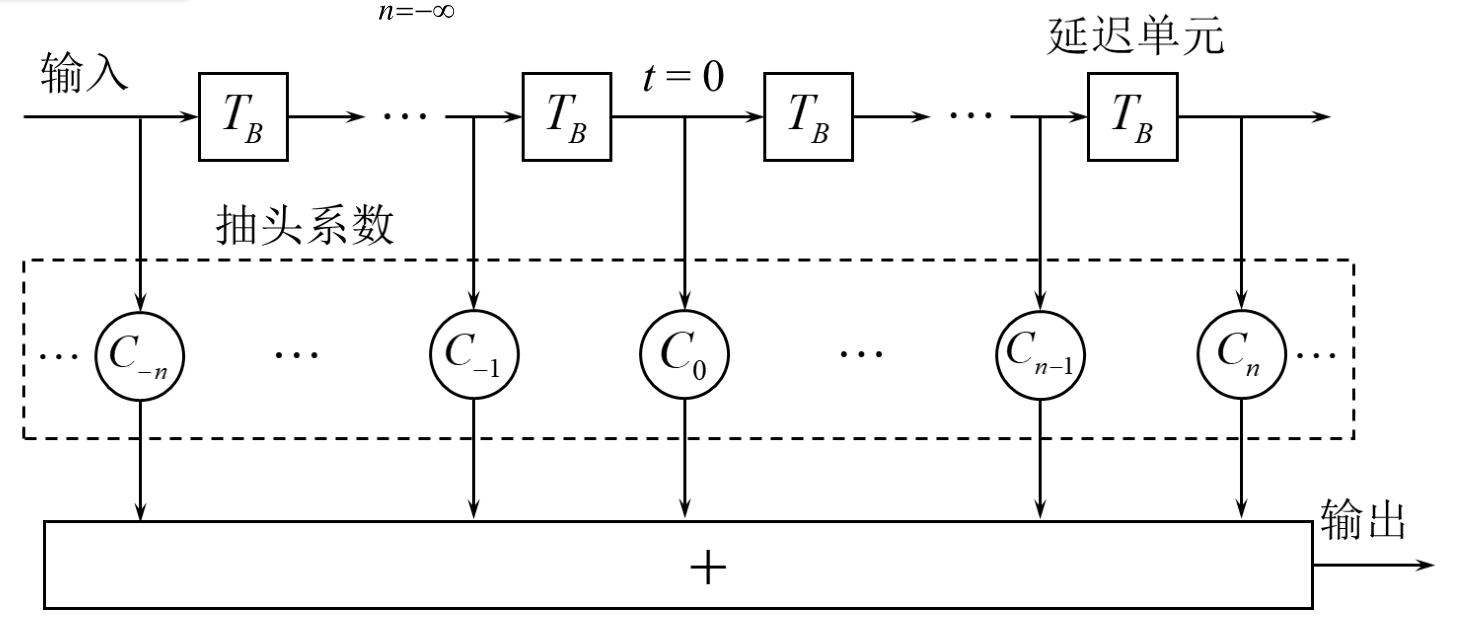 n=−∞
延迟单元
输入
t = 0
T_B ⋯ T_B T_B ⋯ T_B
抽头系数
⋯ C_{−n} ⋯ C_{−1} C_0 ⋯ C_{n−1} C_n ⋯
输出
+